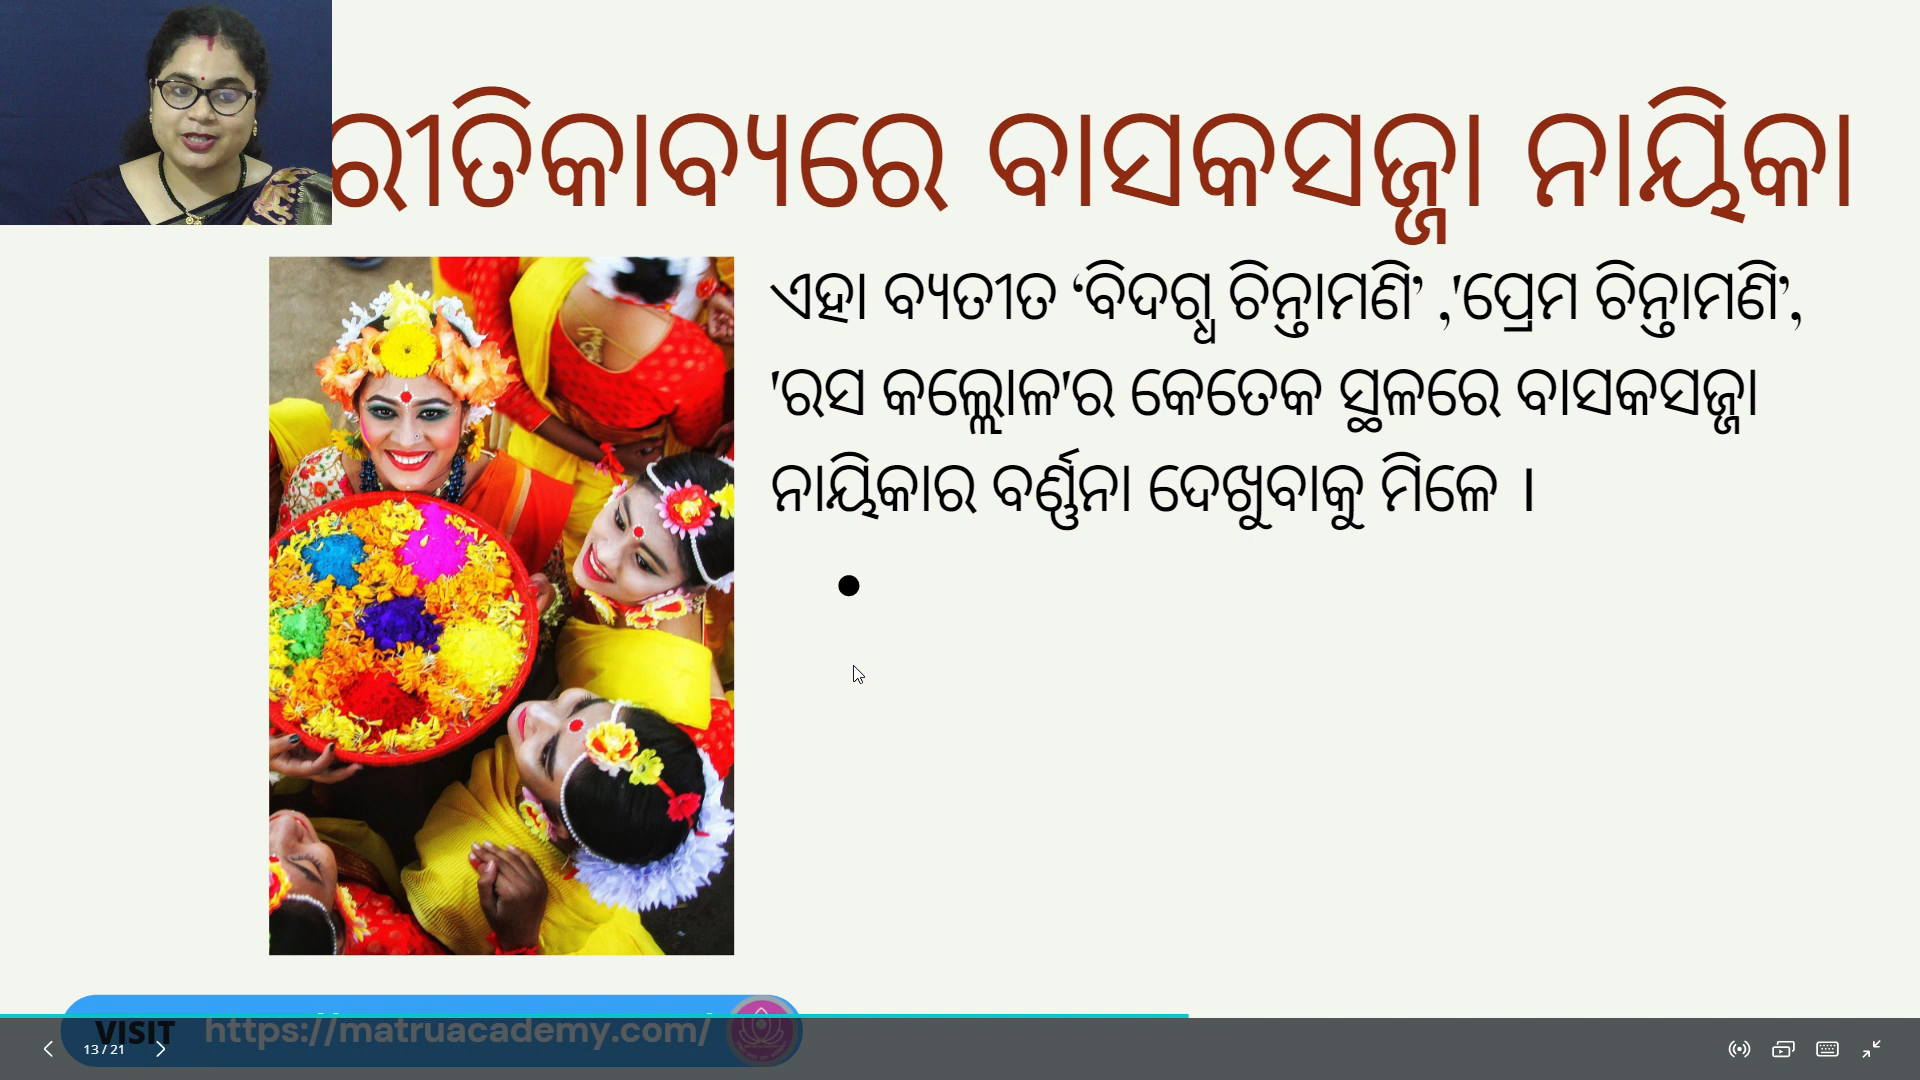 ରୀତିକାବ୍ୟରେ ବାସକସଜ୍ଜା ନାୟିକା
ଏହା ବ୍ୟତୀତ ‘ବିଦଗ୍ଧ ଚିନ୍ତାମଣି’ ,'ପ୍ରେମ ଚିନ୍ତାମଣି’,
'ରସ କଲ୍ଲୋଳ'ର କେତେକ ସ୍ଥଳରେ ବାସକସଜ୍ଜା
ନାୟିକାର ବର୍ଣ୍ଣନା ଦେଖୁବାକୁ ମିଳେ ।
VISIT https://matruacademy.com/
13 / 21